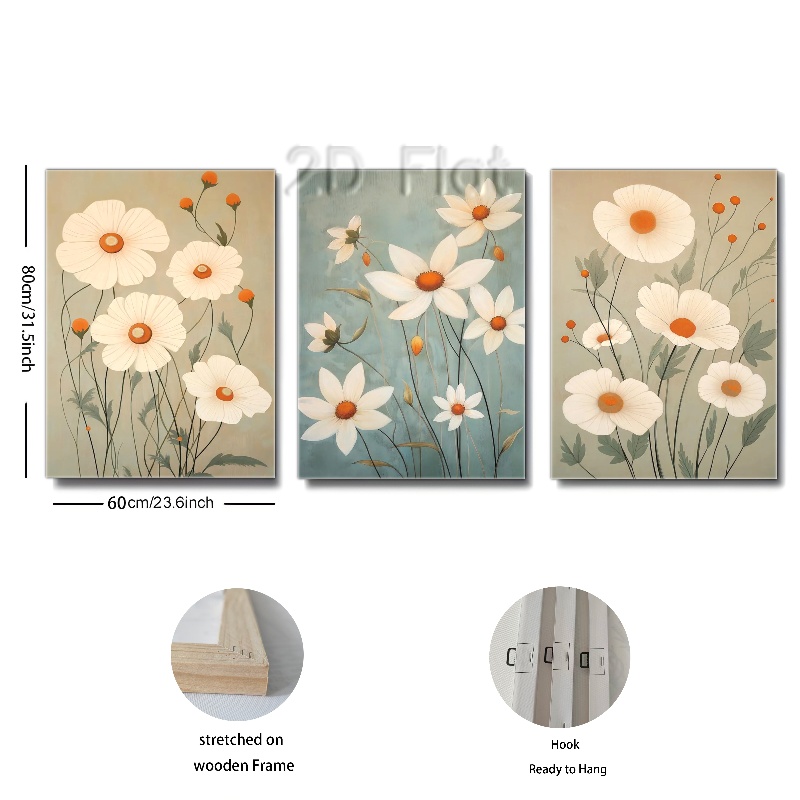 2D Flat
80cm/31.5inch
60cm/23.6inch
stretched on
wooden Frame
Hook
Ready to Hang